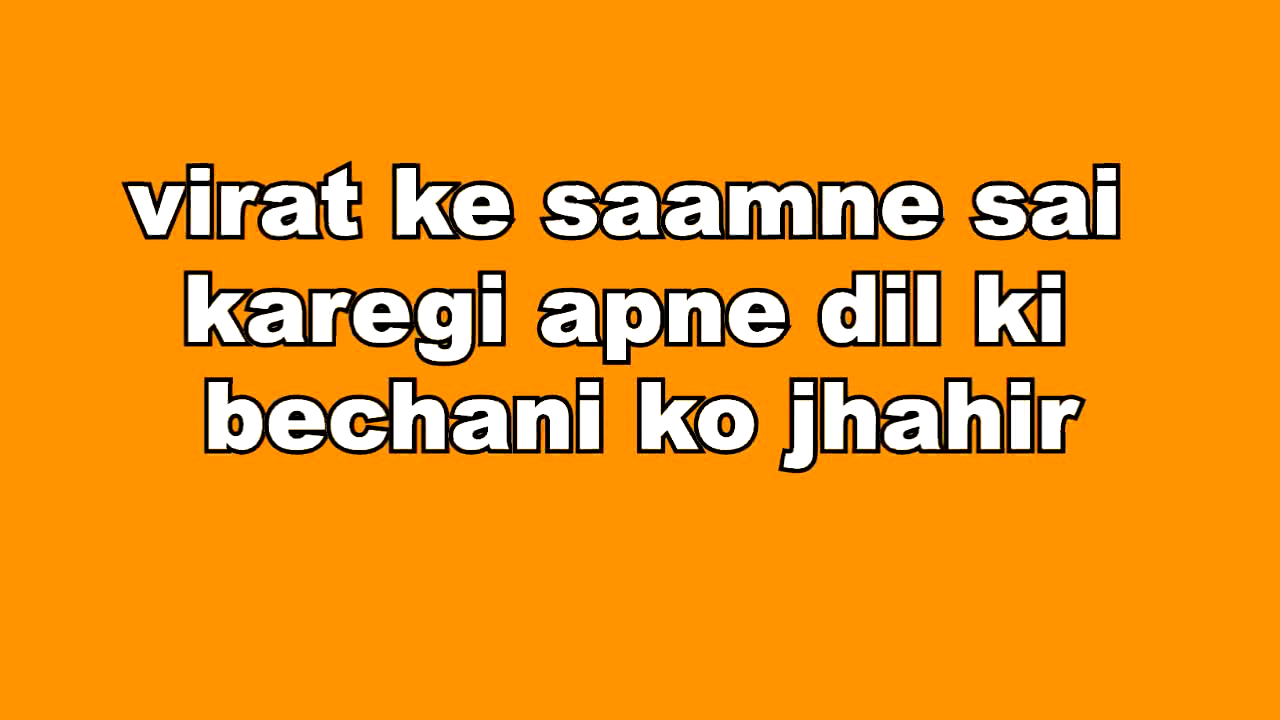 virat ke saamne sai
karegi apne dil ki
bechani ko jhahir